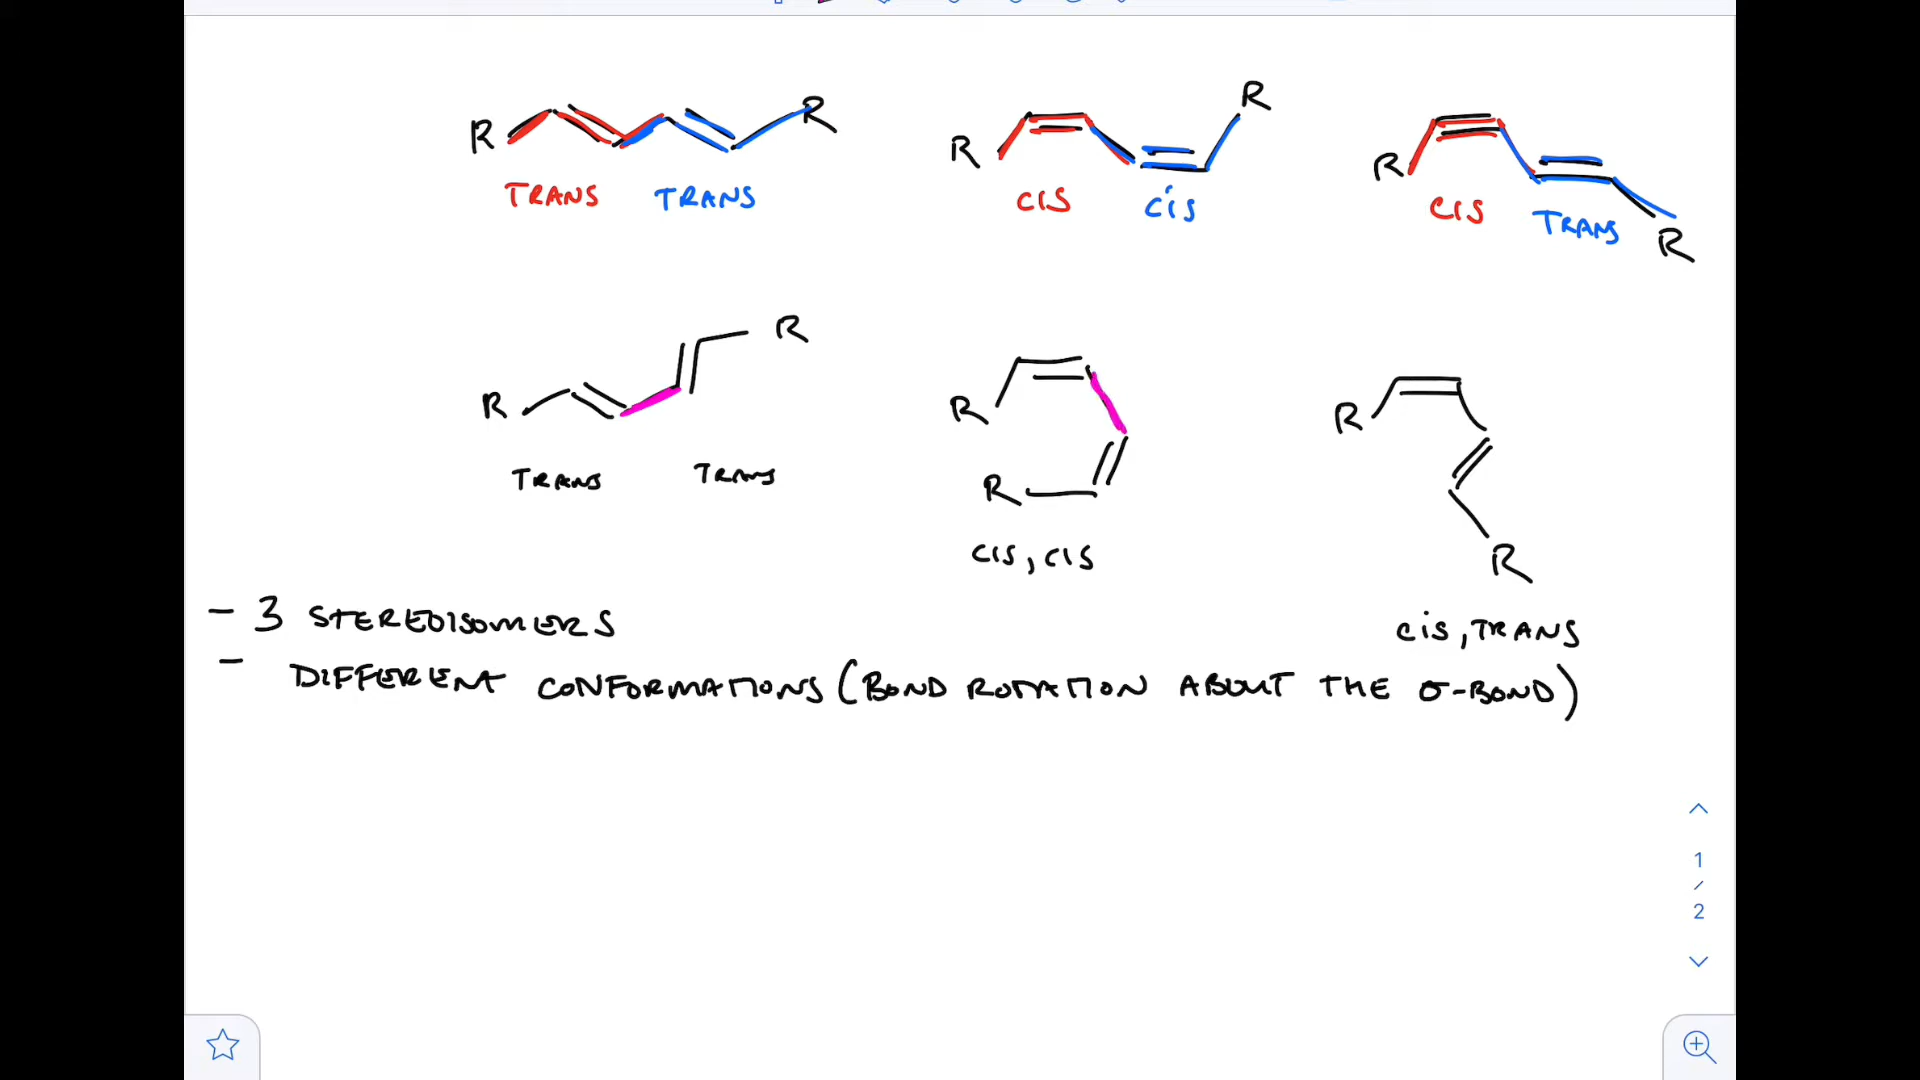 R R
TRANS TRANS
R R
CIS CIS
R R
CIS TRANS
R R
TRANS TRANS
R
R
CIS, CIS
R
R
CIS, TRANS
- 3 STEREOISOMERS
- DIFFERENT CONFORMATIONS (BOND ROTATION ABOUT THE σ-BOND)
1
/
2